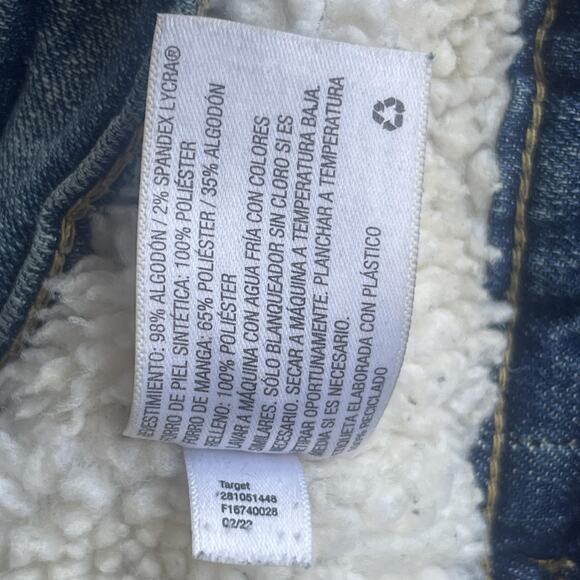 REVESTIMIENTO: 98% ALGODÓN / 2% SPANDEX LYCRA®
FORRO DE PIEL SINTÉTICA: 100% POLIÉSTER
FORRO DE MANGA: 65% POLIÉSTER / 35% ALGODÓN
RELLENO: 100% POLIÉSTER
LAVAR A MÁQUINA CON AGUA FRÍA CON COLORES
SIMILARES. SÓLO BLANQUEADOR SIN CLORO SI ES
NECESARIO. SECAR A MÁQUINA A TEMPERATURA BAJA.
RETIRAR OPORTUNAMENTE. PLANCHAR A TEMPERATURA
MEDIA SI ES NECESARIO.
ETIQUETA ELABORADA CON PLÁSTICO
RECICLADO
Target
281051448
F16740028
02/22